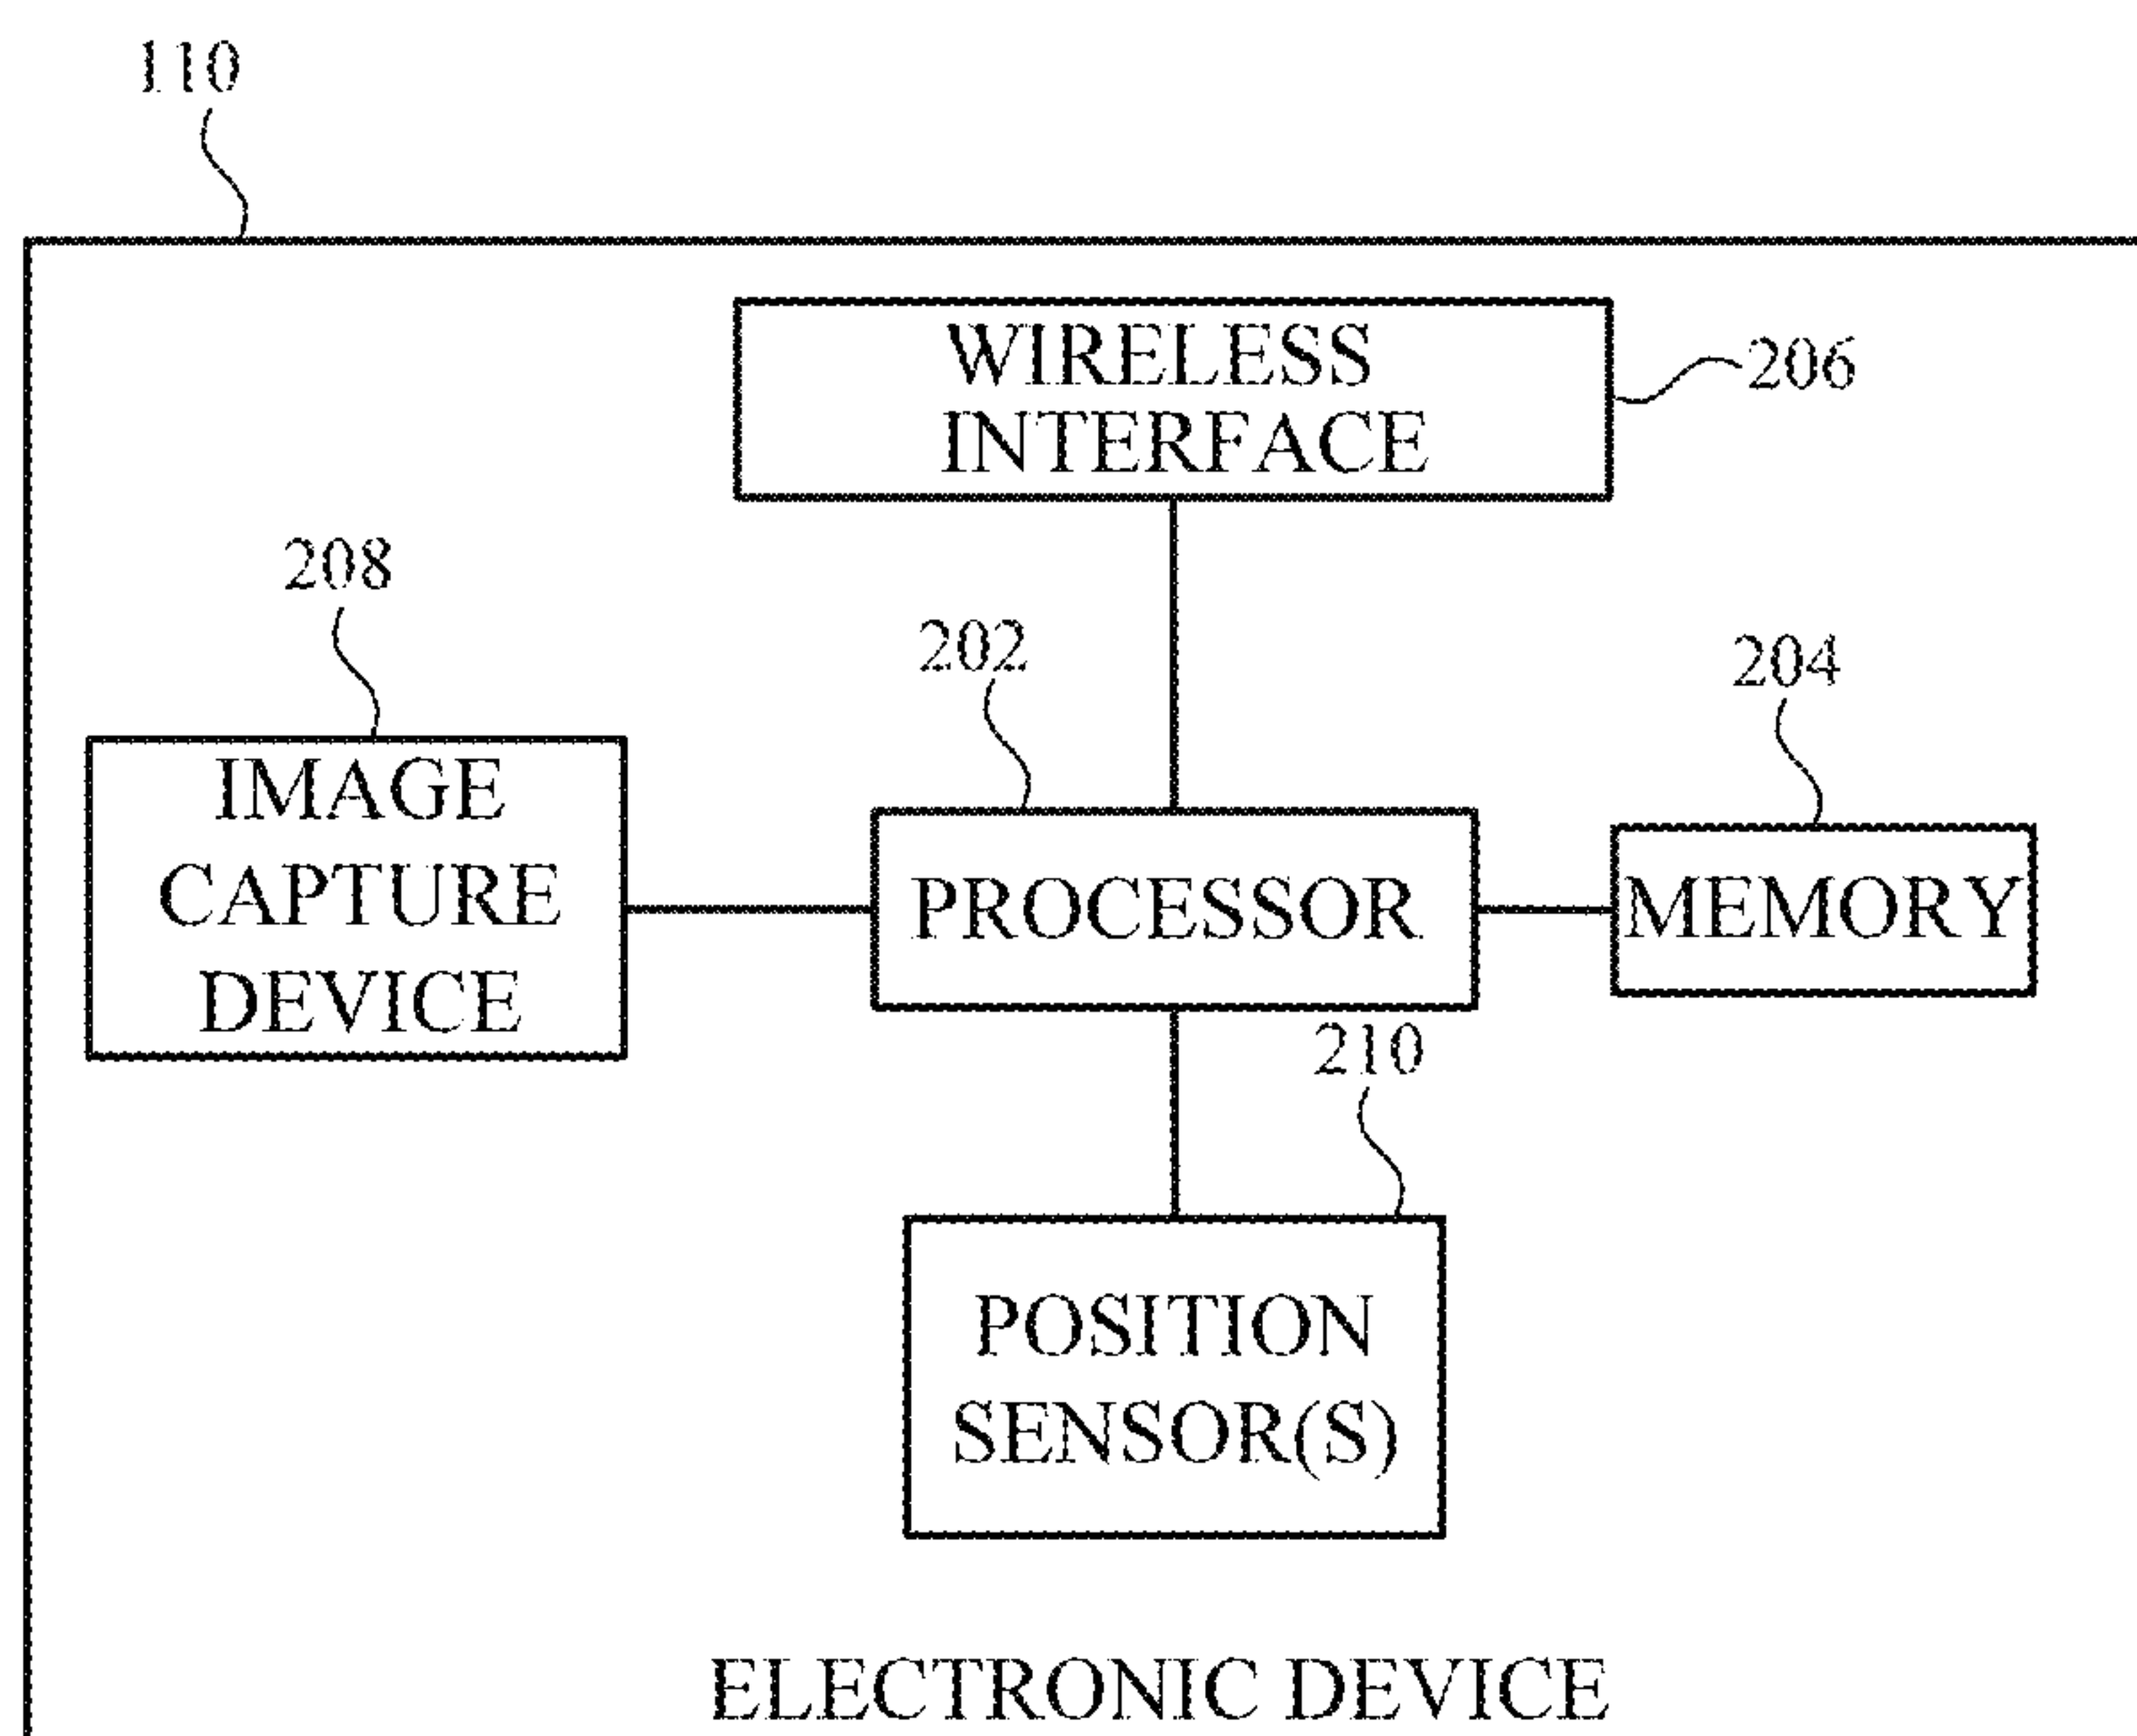 110
WIRELESS
INTERFACE
206
208
202
204
IMAGE
CAPTURE
DEVICE
PROCESSOR
MEMORY
210
POSITION
SENSOR(S)
ELECTRONIC DEVICE